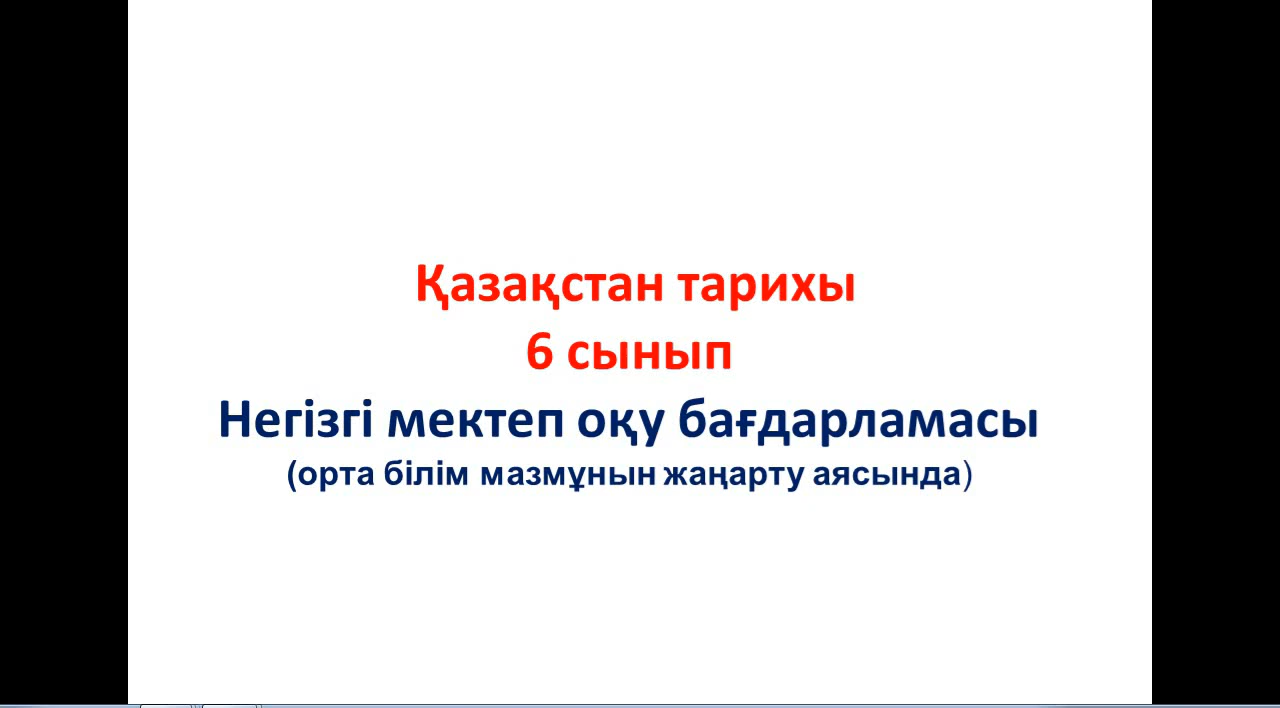 Қазақстан тарихы
6 сынып
Негізгі мектеп оқу бағдарламасы
(орта білім мазмұнын жаңарту аясында)